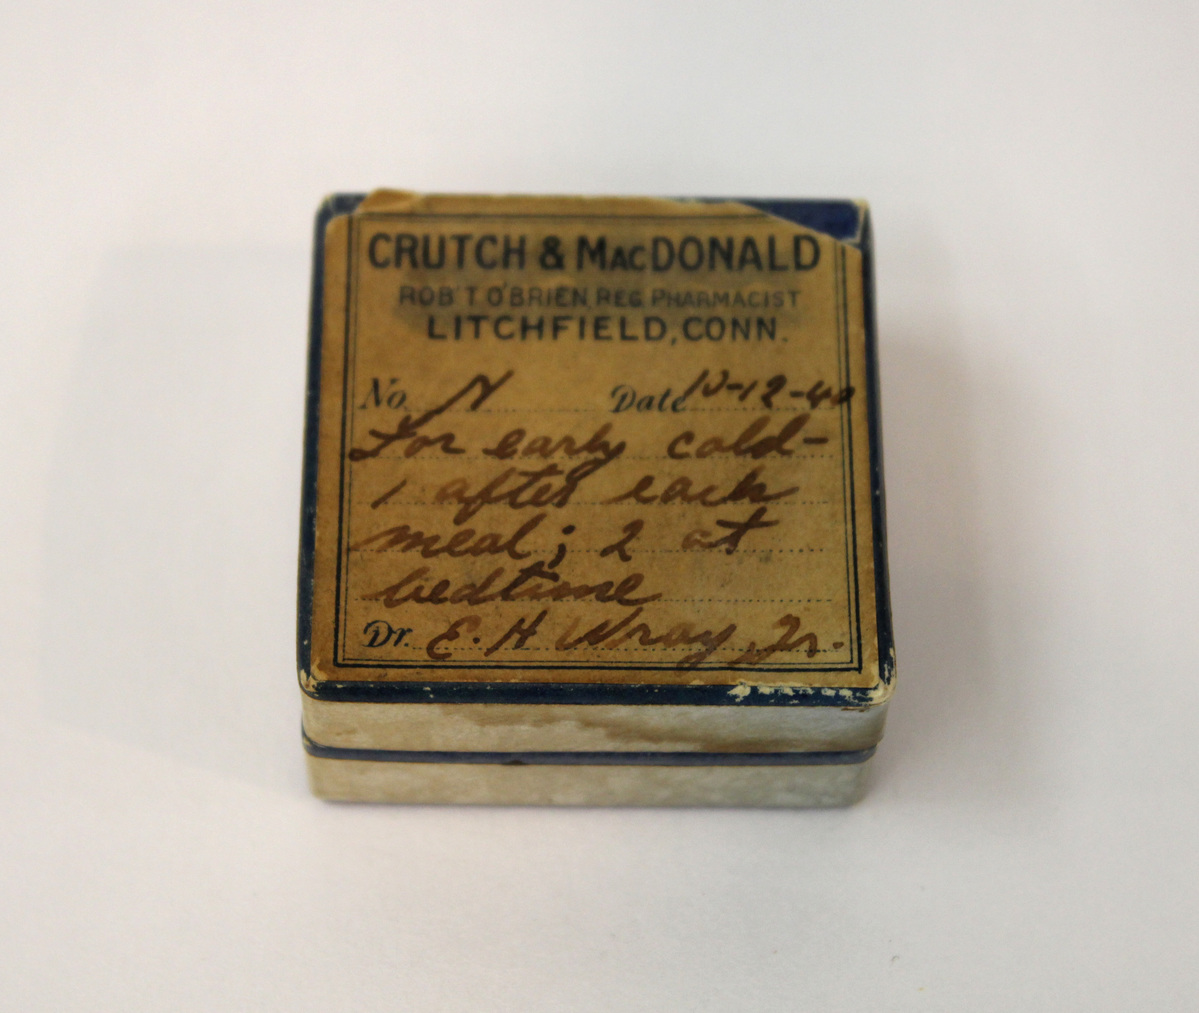 CRUTCH & MACDONALD
ROB'T O'BRIEN, REG. PHARMACIST
LITCHFIELD, CONN.
No. N Date 10-12-40
For early cold-
1 after each
meal; 2 at
bedtime
Dr. E. H Wray, Jr.